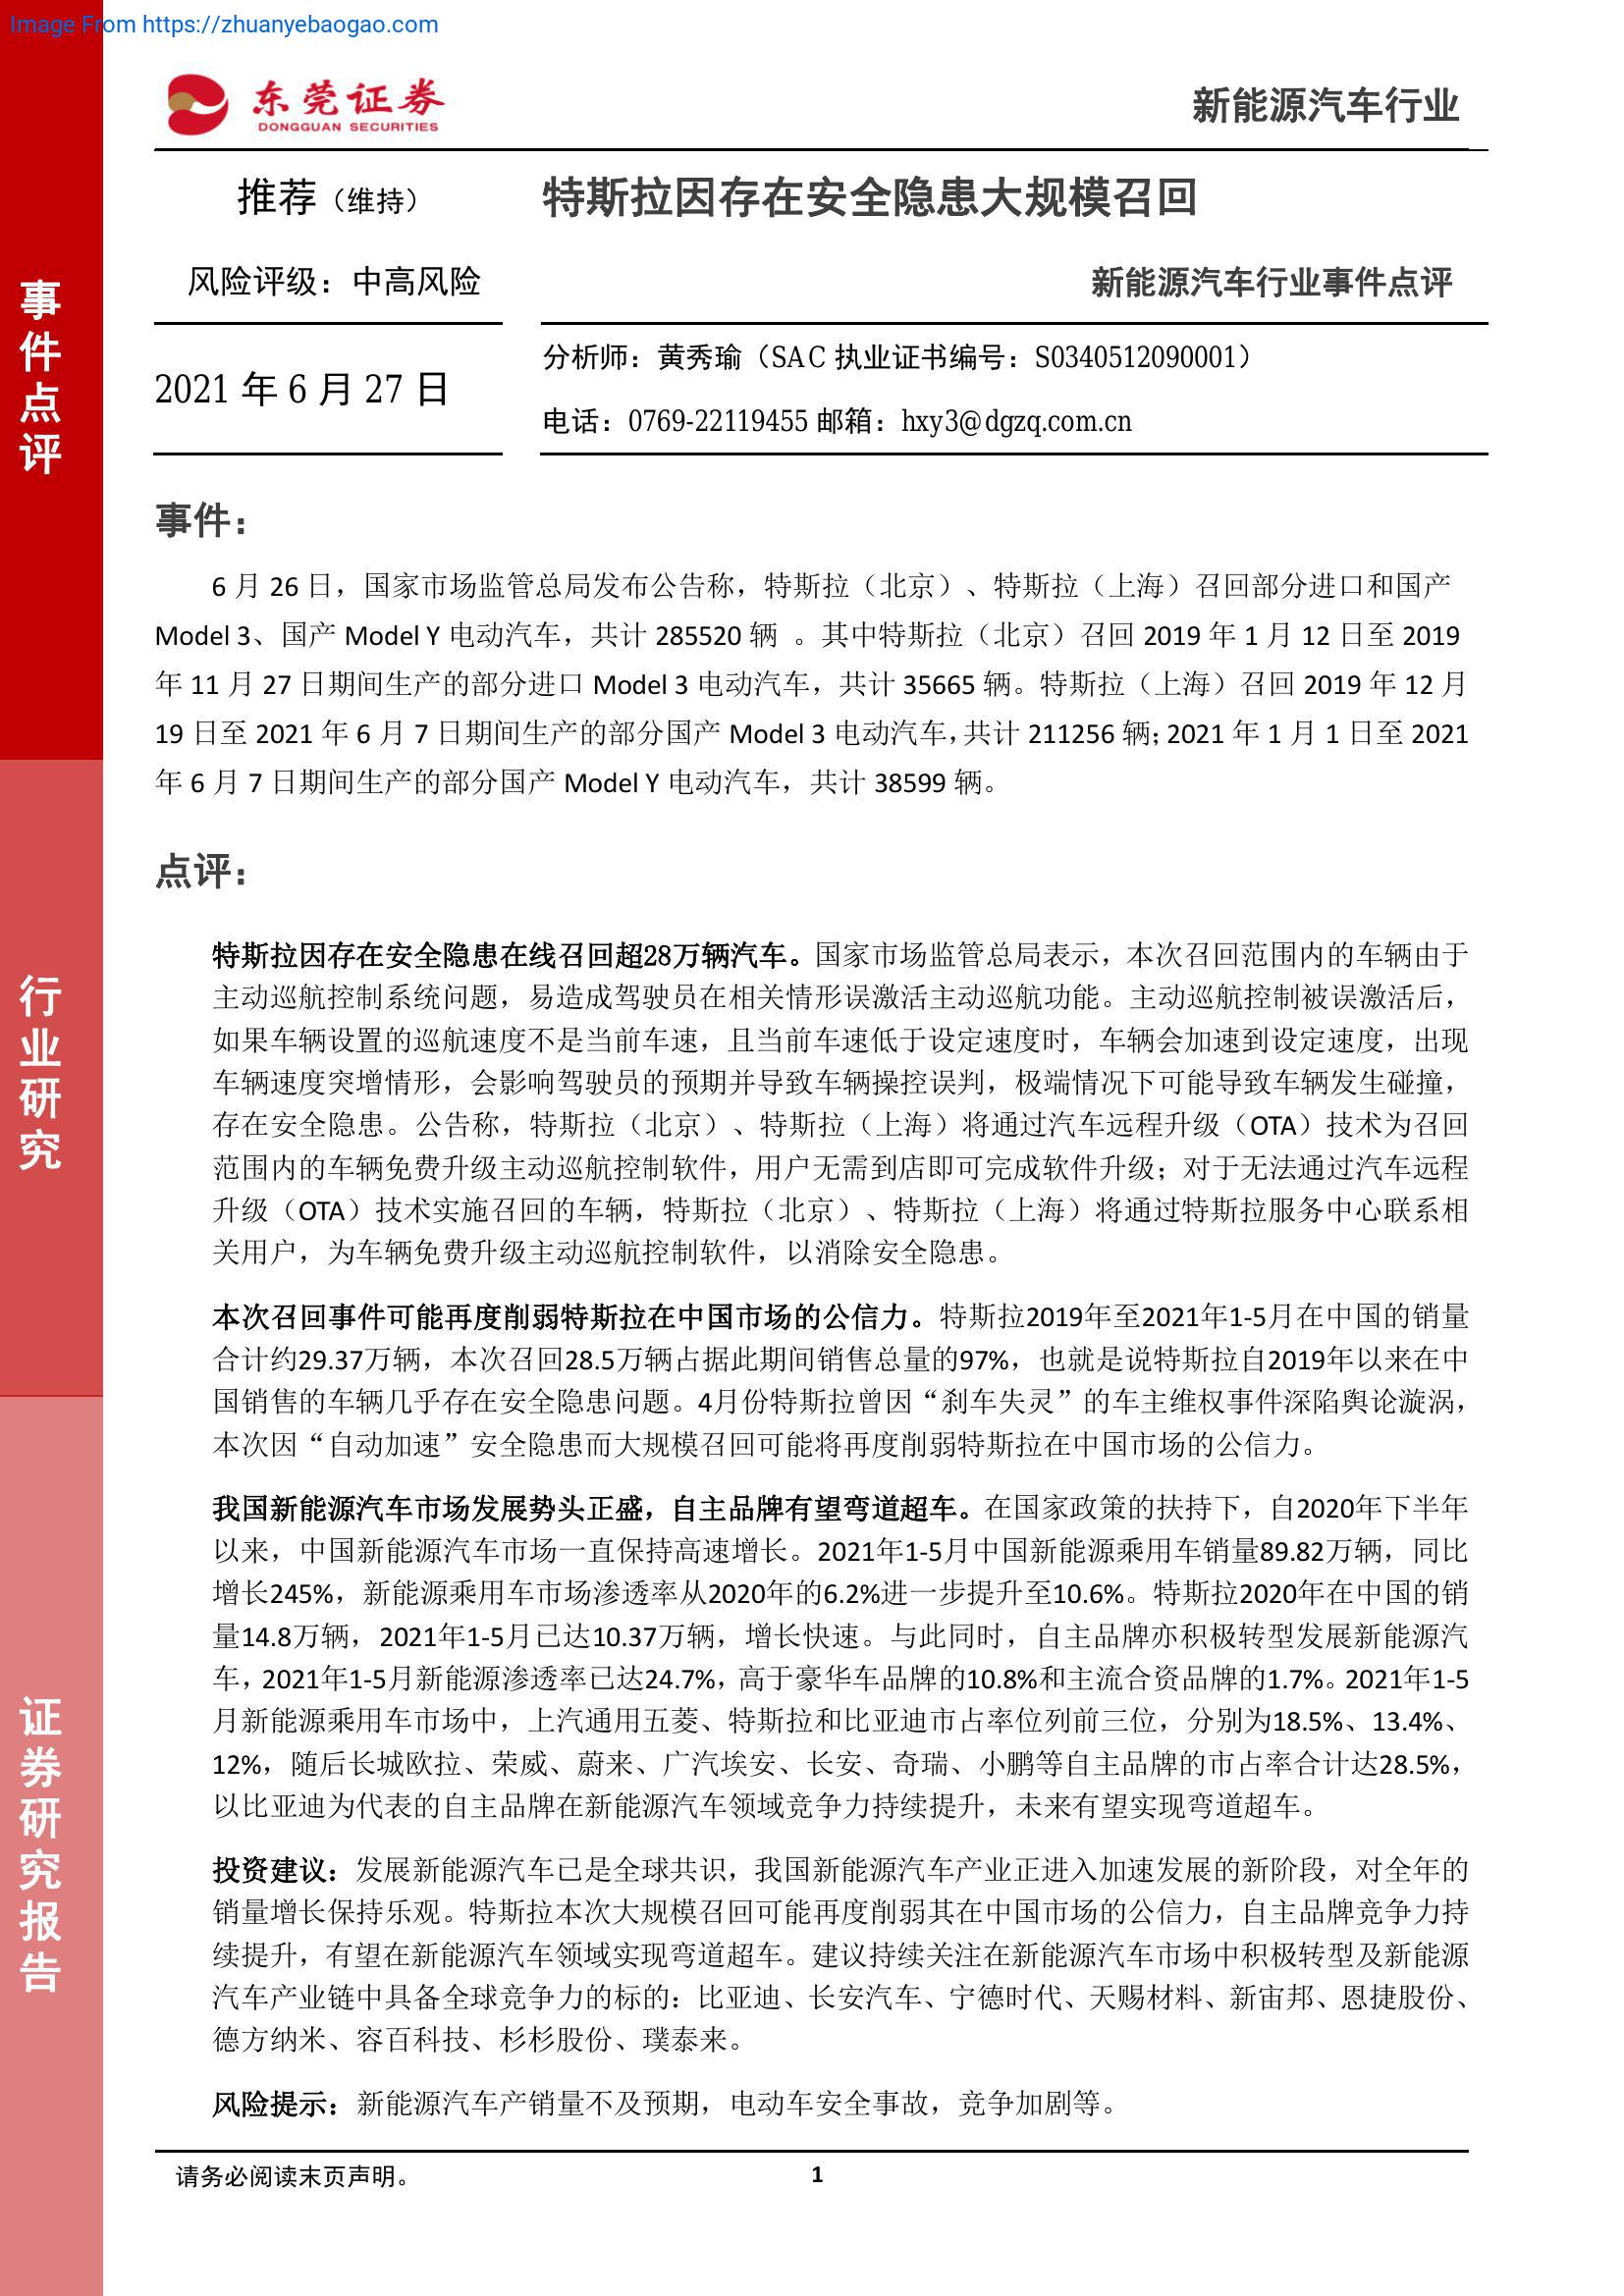 Image From https://zhuanyebaogao.com
东莞证券
DONGGUAN SECURITIES
新能源汽车行业
推荐（维持）
特斯拉因存在安全隐患大规模召回
风险评级：中高风险
新能源汽车行业事件点评
2021 年 6 月 27 日
分析师：黄秀瑜（SAC 执业证书编号：S0340512090001）
电话：0769-22119455 邮箱：hxy3@dgzq.com.cn
事件点评
行业研究
证券研究报告
事件：
6 月 26 日，国家市场监管总局发布公告称，特斯拉（北京）、特斯拉（上海）召回部分进口和国产
Model 3、国产 Model Y 电动汽车，共计 285520 辆 。其中特斯拉（北京）召回 2019 年 1 月 12 日至 2019
年 11 月 27 日期间生产的部分进口 Model 3 电动汽车，共计 35665 辆。特斯拉（上海）召回 2019 年 12 月
19 日至 2021 年 6 月 7 日期间生产的部分国产 Model 3 电动汽车，共计 211256 辆；2021 年 1 月 1 日至 2021
年 6 月 7 日期间生产的部分国产 Model Y 电动汽车，共计 38599 辆。
点评：
特斯拉因存在安全隐患在线召回超28万辆汽车。国家市场监管总局表示，本次召回范围内的车辆由于
主动巡航控制系统问题，易造成驾驶员在相关情形误激活主动巡航功能。主动巡航控制被误激活后，
如果车辆设置的巡航速度不是当前车速，且当前车速低于设定速度时，车辆会加速到设定速度，出现
车辆速度突增情形，会影响驾驶员的预期并导致车辆操控误判，极端情况下可能导致车辆发生碰撞，
存在安全隐患。公告称，特斯拉（北京）、特斯拉（上海）将通过汽车远程升级（OTA）技术为召回
范围内的车辆免费升级主动巡航控制软件，用户无需到店即可完成软件升级；对于无法通过汽车远程
升级（OTA）技术实施召回的车辆，特斯拉（北京）、特斯拉（上海）将通过特斯拉服务中心联系相
关用户，为车辆免费升级主动巡航控制软件，以消除安全隐患。
本次召回事件可能再度削弱特斯拉在中国市场的公信力。特斯拉2019年至2021年1-5月在中国的销量
合计约29.37万辆，本次召回28.5万辆占据此期间销售总量的97%，也就是说特斯拉自2019年以来在中
国销售的车辆几乎存在安全隐患问题。4月份特斯拉曾因“刹车失灵”的车主维权事件深陷舆论漩涡，
本次因“自动加速”安全隐患而大规模召回可能将再度削弱特斯拉在中国市场的公信力。
我国新能源汽车市场发展势头正盛，自主品牌有望弯道超车。在国家政策的扶持下，自2020年下半年
以来，中国新能源汽车市场一直保持高速增长。2021年1-5月中国新能源乘用车销量89.82万辆，同比
增长245%，新能源乘用车市场渗透率从2020年的6.2%进一步提升至10.6%。特斯拉2020年在中国的销
量14.8万辆，2021年1-5月已达10.37万辆，增长快速。与此同时，自主品牌亦积极转型发展新能源汽
车，2021年1-5月新能源渗透率已达24.7%，高于豪华车品牌的10.8%和主流合资品牌的1.7%。2021年1-5
月新能源乘用车市场中，上汽通用五菱、特斯拉和比亚迪市占率位列前三位，分别为18.5%、13.4%、
12%，随后长城欧拉、荣威、蔚来、广汽埃安、长安、奇瑞、小鹏等自主品牌的市占率合计达28.5%，
以比亚迪为代表的自主品牌在新能源汽车领域竞争力持续提升，未来有望实现弯道超车。
投资建议：发展新能源汽车已是全球共识，我国新能源汽车产业正进入加速发展的新阶段，对全年的
销量增长保持乐观。特斯拉本次大规模召回可能再度削弱其在中国市场的公信力，自主品牌竞争力持
续提升，有望在新能源汽车领域实现弯道超车。建议持续关注在新能源汽车市场中积极转型及新能源
汽车产业链中具备全球竞争力的标的：比亚迪、长安汽车、宁德时代、天赐材料、新宙邦、恩捷股份、
德方纳米、容百科技、杉杉股份、璞泰来。
风险提示：新能源汽车产销量不及预期，电动车安全事故，竞争加剧等。
请务必阅读末页声明。
1